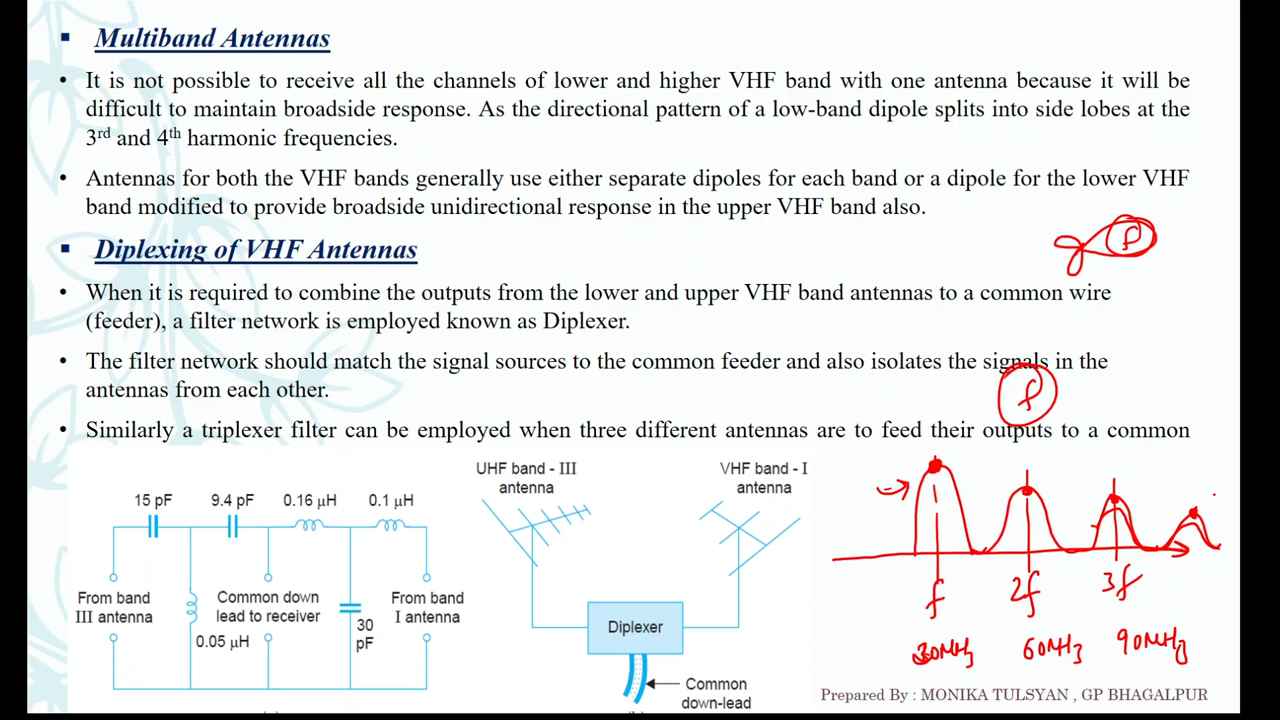 Multiband Antennas
• It is not possible to receive all the channels of lower and higher VHF band with one antenna because it will be
difficult to maintain broadside response. As the directional pattern of a low-band dipole splits into side lobes at the
3rd and 4th harmonic frequencies.
• Antennas for both the VHF bands generally use either separate dipoles for each band or a dipole for the lower VHF
band modified to provide broadside unidirectional response in the upper VHF band also.
Diplexing of VHF Antennas
• When it is required to combine the outputs from the lower and upper VHF band antennas to a common wire
(feeder), a filter network is employed known as Diplexer.
• The filter network should match the signal sources to the common feeder and also isolates the signals in the
antennas from each other.
• Similarly a triplexer filter can be employed when three different antennas are to feed their outputs to a common
15 pF 9.4 pF 0.16 μH 0.1 μH
From band
III antenna
Common down
lead to receiver
From band
I antenna
0.05 μH
30
pF
UHF band - III
antenna
VHF band - I
antenna
Diplexer
Common
down-lead
f
f
f 2f 3f
30MHz 60MHz 90MHz
Prepared By : MONIKA TULSYAN , GP BHAGALPUR